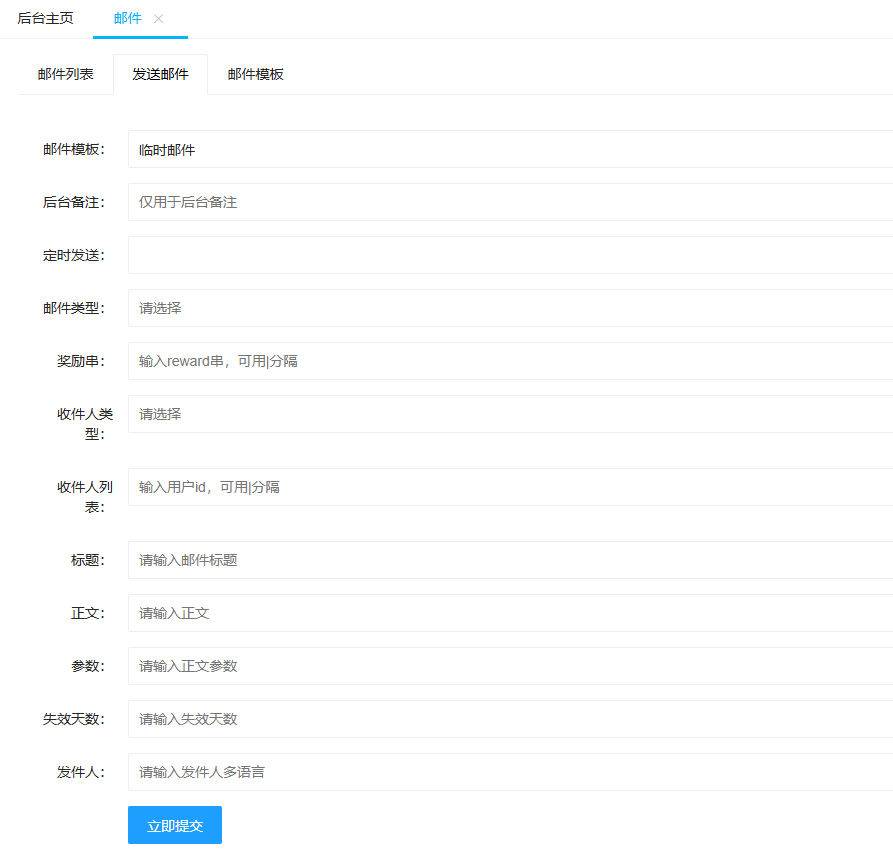 后台主页 邮件
邮件列表 发送邮件 邮件模板
邮件模板： 临时邮件
后台备注： 仅用于后台备注
定时发送：
邮件类型： 请选择
奖励串： 输入reward串，可用|分隔
收件人类型： 请选择
收件人列表： 输入用户id，可用|分隔
标题： 请输入邮件标题
正文： 请输入正文
参数： 请输入正文参数
失效天数： 请输入失效天数
发件人： 请输入发件人多语言
立即提交